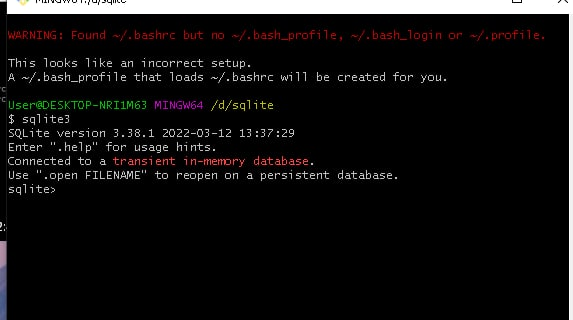 MINGW64:/d/sqlite
WARNING: Found ~/.bashrc but no ~/.bash_profile, ~/.bash_login or ~/.profile.
This looks like an incorrect setup.
A ~/.bash_profile that loads ~/.bashrc will be created for you.
User@DESKTOP-NRI1M63 MINGW64 /d/sqlite
$ sqlite3
SQLite version 3.38.1 2022-03-12 13:37:29
Enter ".help" for usage hints.
Connected to a transient in-memory database.
Use ".open FILENAME" to reopen on a persistent database.
sqlite>